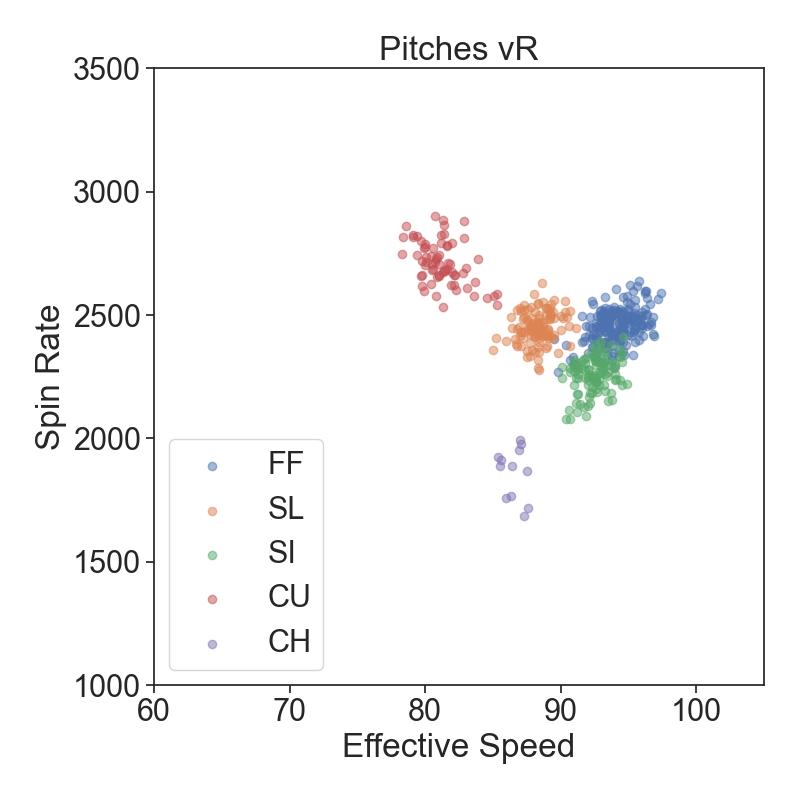 Pitches vR
3500
3000
2500
2000
1500
1000
Spin Rate
FF
SL
SI
CU
CH
60 70 80 90 100
Effective Speed